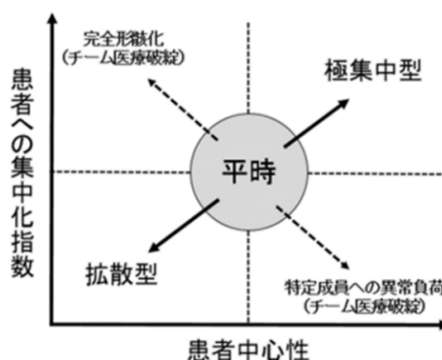 完全形骸化
(チーム医療破綻)
極集中型
患者への集中化指数
平時
拡散型
特定成員への異常負荷
(チーム医療破綻)
患者中心性